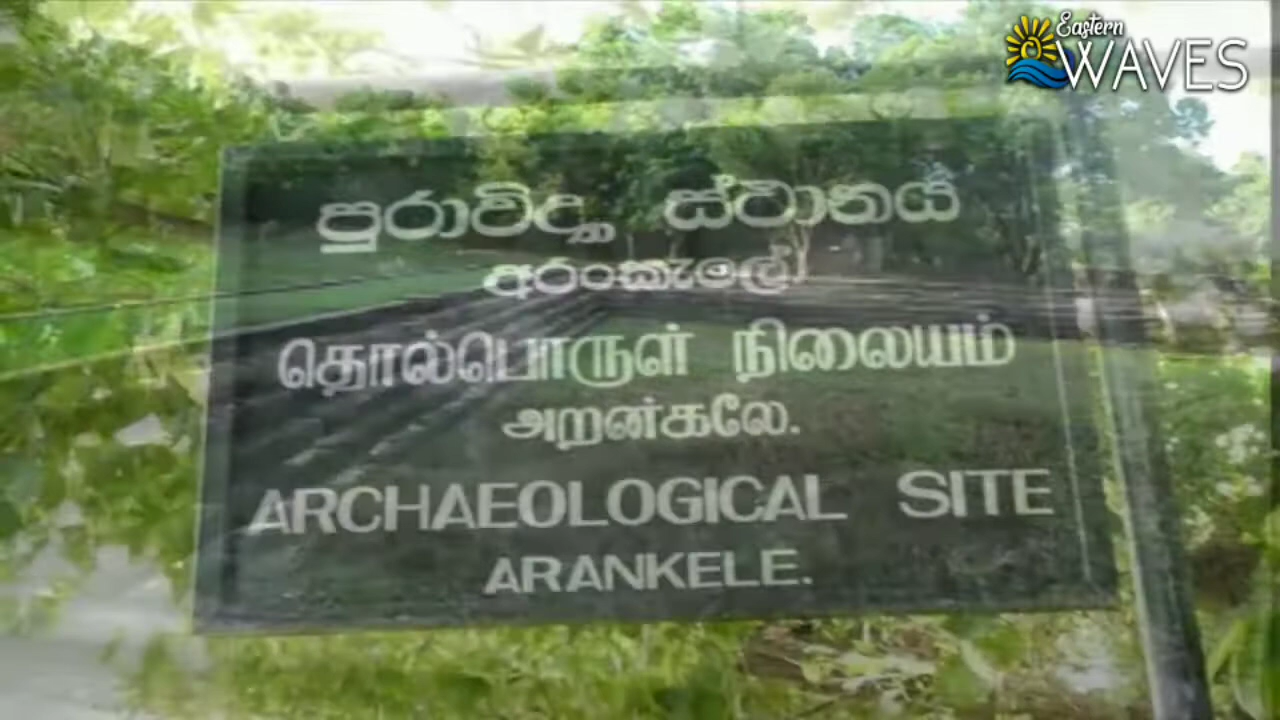 Eastern
WAVES
පුරාවිද්‍යා ස්ථානය
අරංකැලේ
தொல்பொருள் நிலையம்
அறன்கலே.
ARCHAEOLOGICAL SITE
ARANKELE.